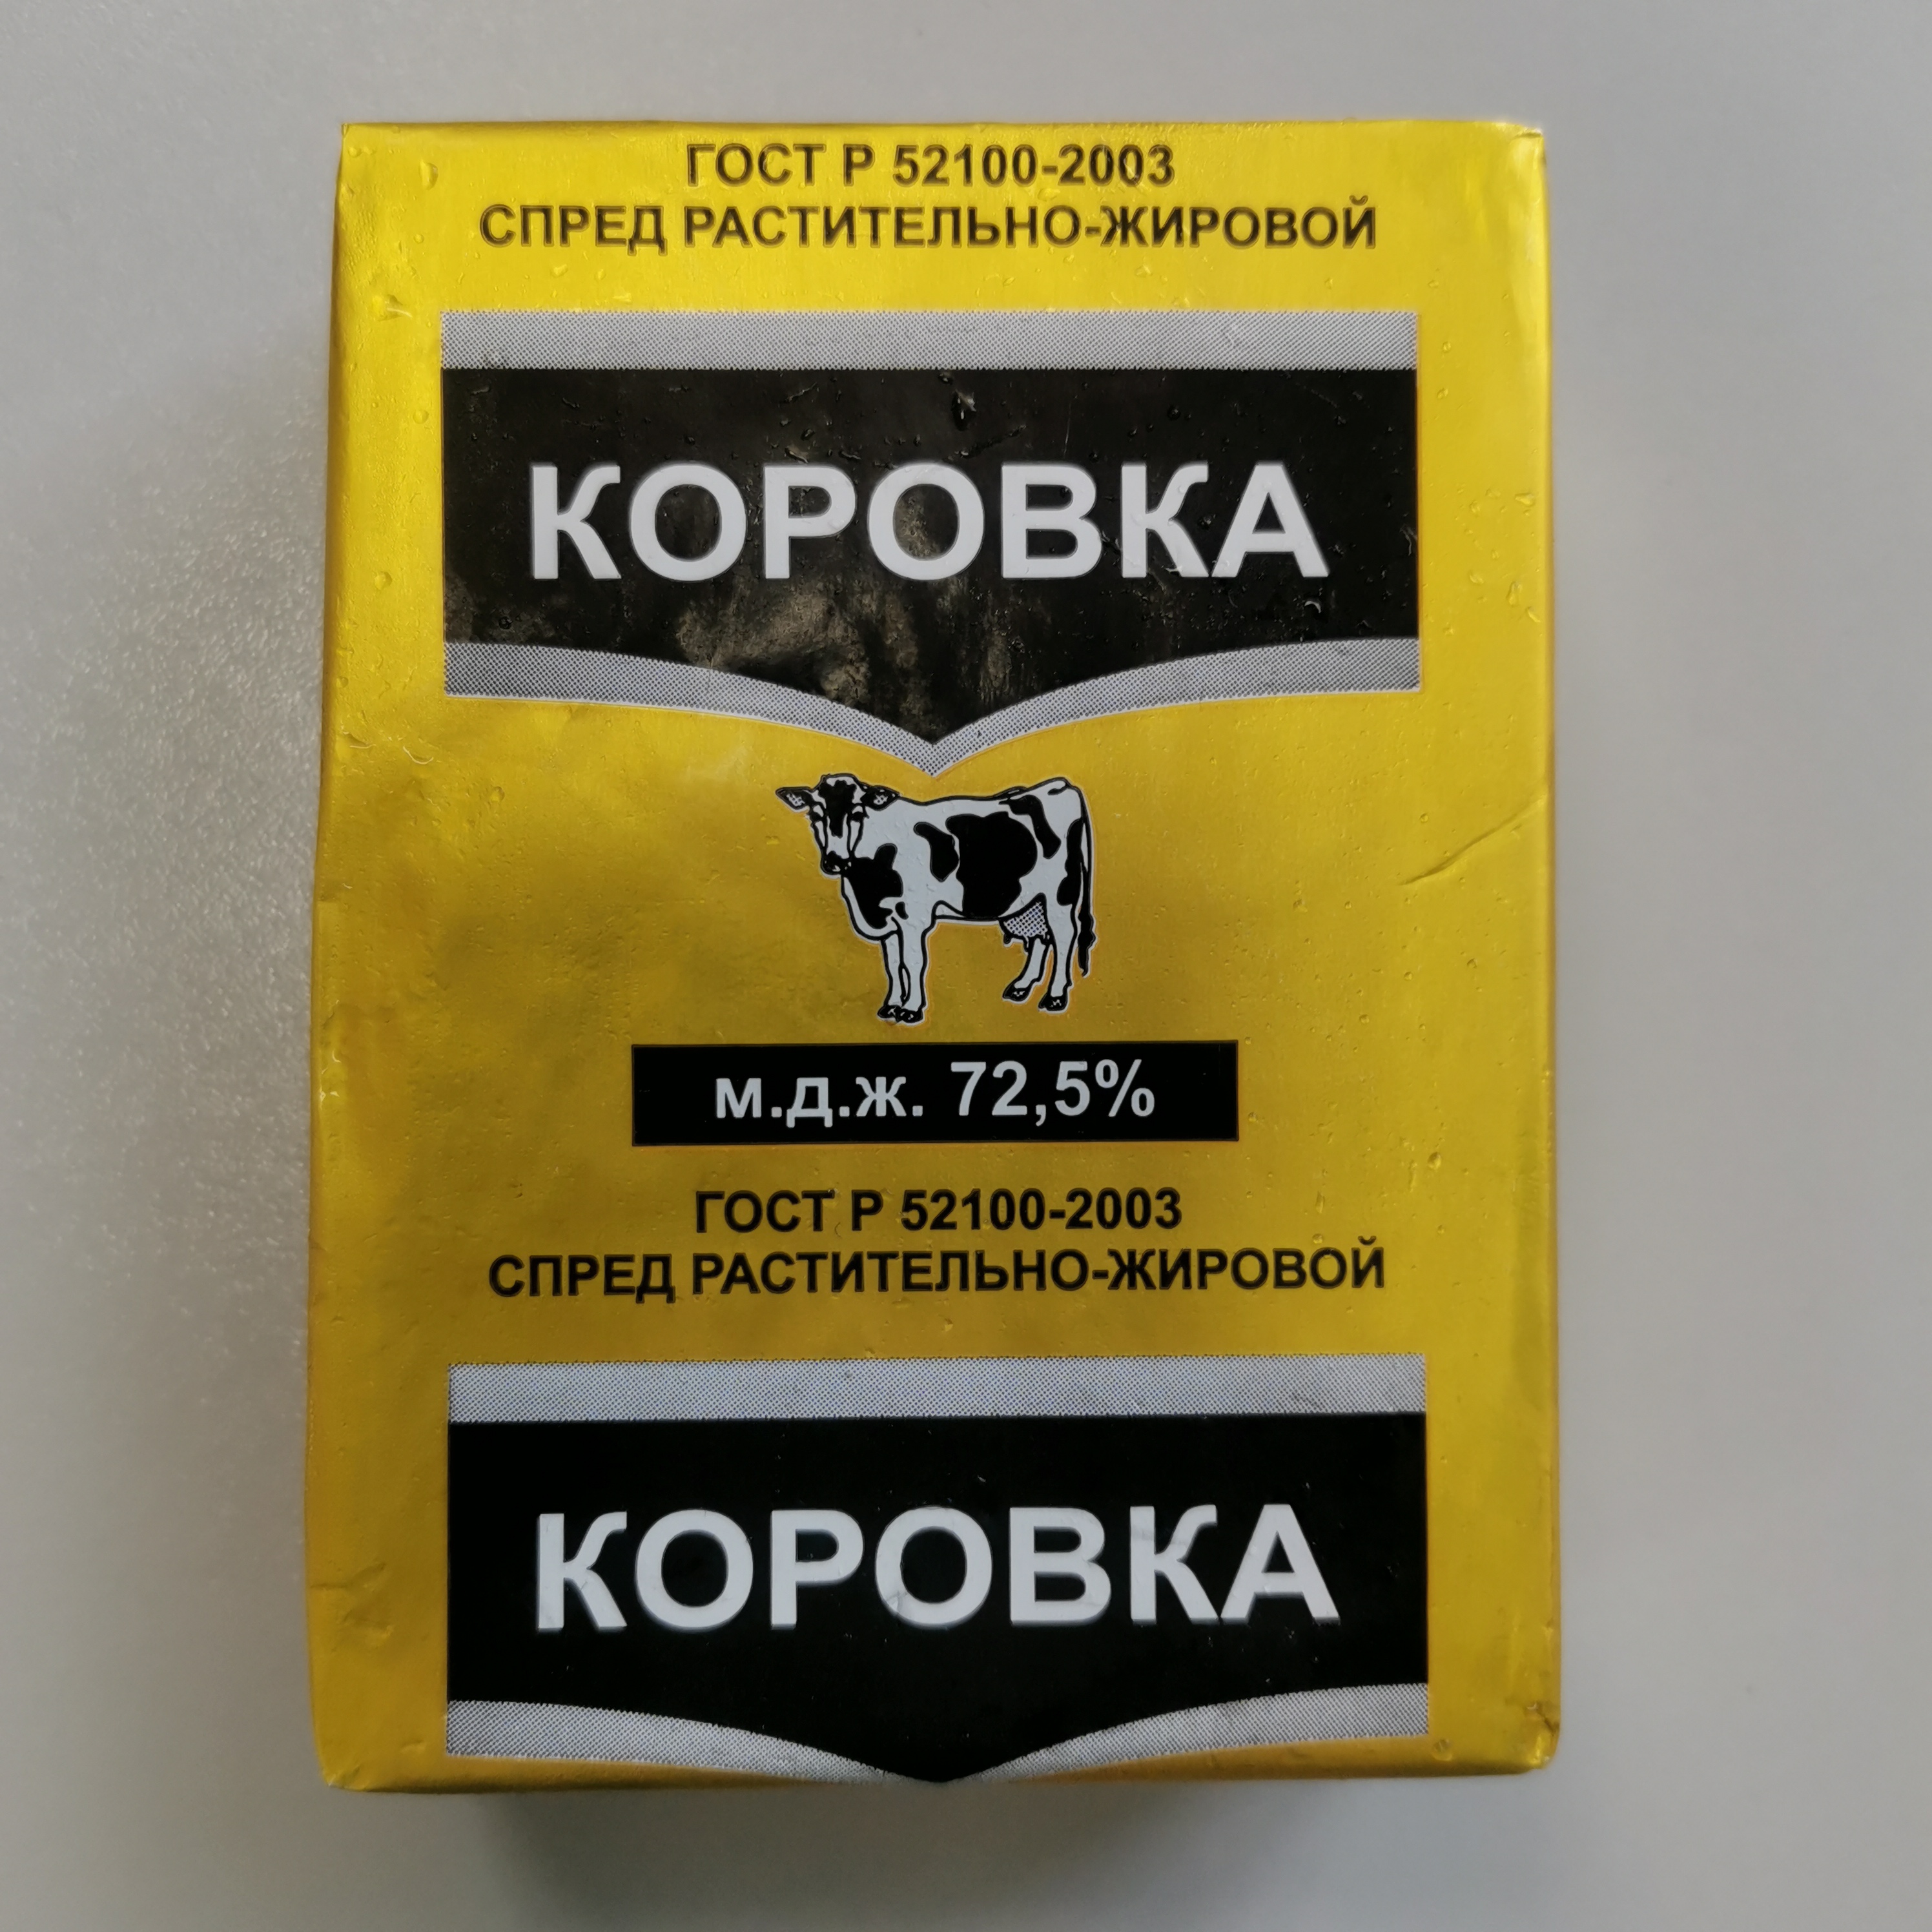 ГОСТ Р 52100-2003
СПРЕД РАСТИТЕЛЬНО-ЖИРОВОЙ
КОРОВКА
м.д.ж. 72,5%
ГОСТ Р 52100-2003
СПРЕД РАСТИТЕЛЬНО-ЖИРОВОЙ
КОРОВКА